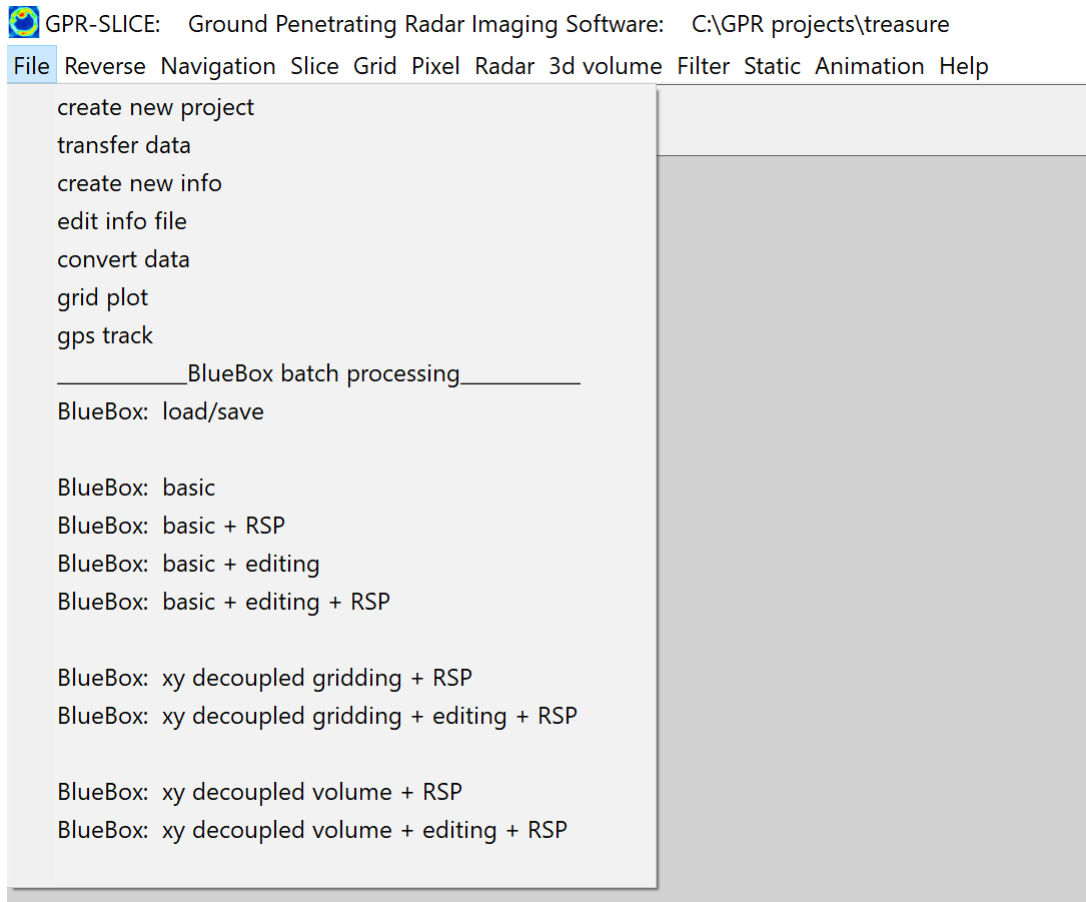 GPR-SLICE: Ground Penetrating Radar Imaging Software: C:\GPR projects\treasure
File Reverse Navigation Slice Grid Pixel Radar 3d volume Filter Static Animation Help
create new project
transfer data
create new info
edit info file
convert data
grid plot
gps track
___________BlueBox batch processing__________
BlueBox: load/save
BlueBox: basic
BlueBox: basic + RSP
BlueBox: basic + editing
BlueBox: basic + editing + RSP
BlueBox: xy decoupled gridding + RSP
BlueBox: xy decoupled gridding + editing + RSP
BlueBox: xy decoupled volume + RSP
BlueBox: xy decoupled volume + editing + RSP